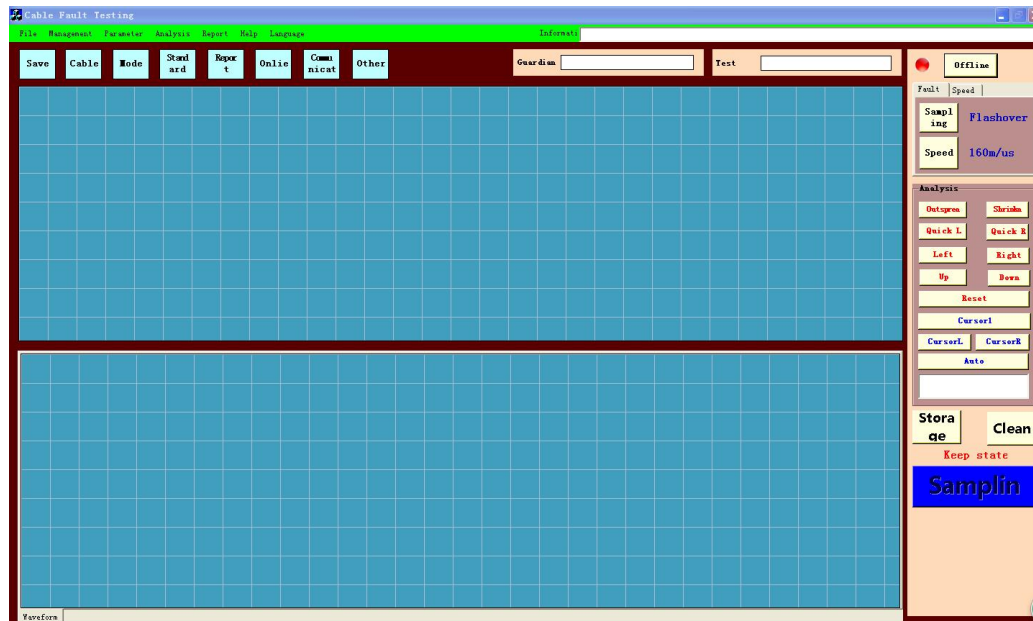 Cable Fault Testing
File Management Parameter Analysis Report Help Language Informati
Save Cable Mode Stand Repor Onlie Commu Other Guardian Test Offline
ard t nicat
Fault Speed
Sampl Flashover
ing
Speed 160m/us
Analysis
Outsprea Shrinka
Quick L Quick R
Left Right
Up Down
Reset
Cursor1
CursorL CursorR
Auto
Stora Clean
ge
Keep state
Samplin
Waveform